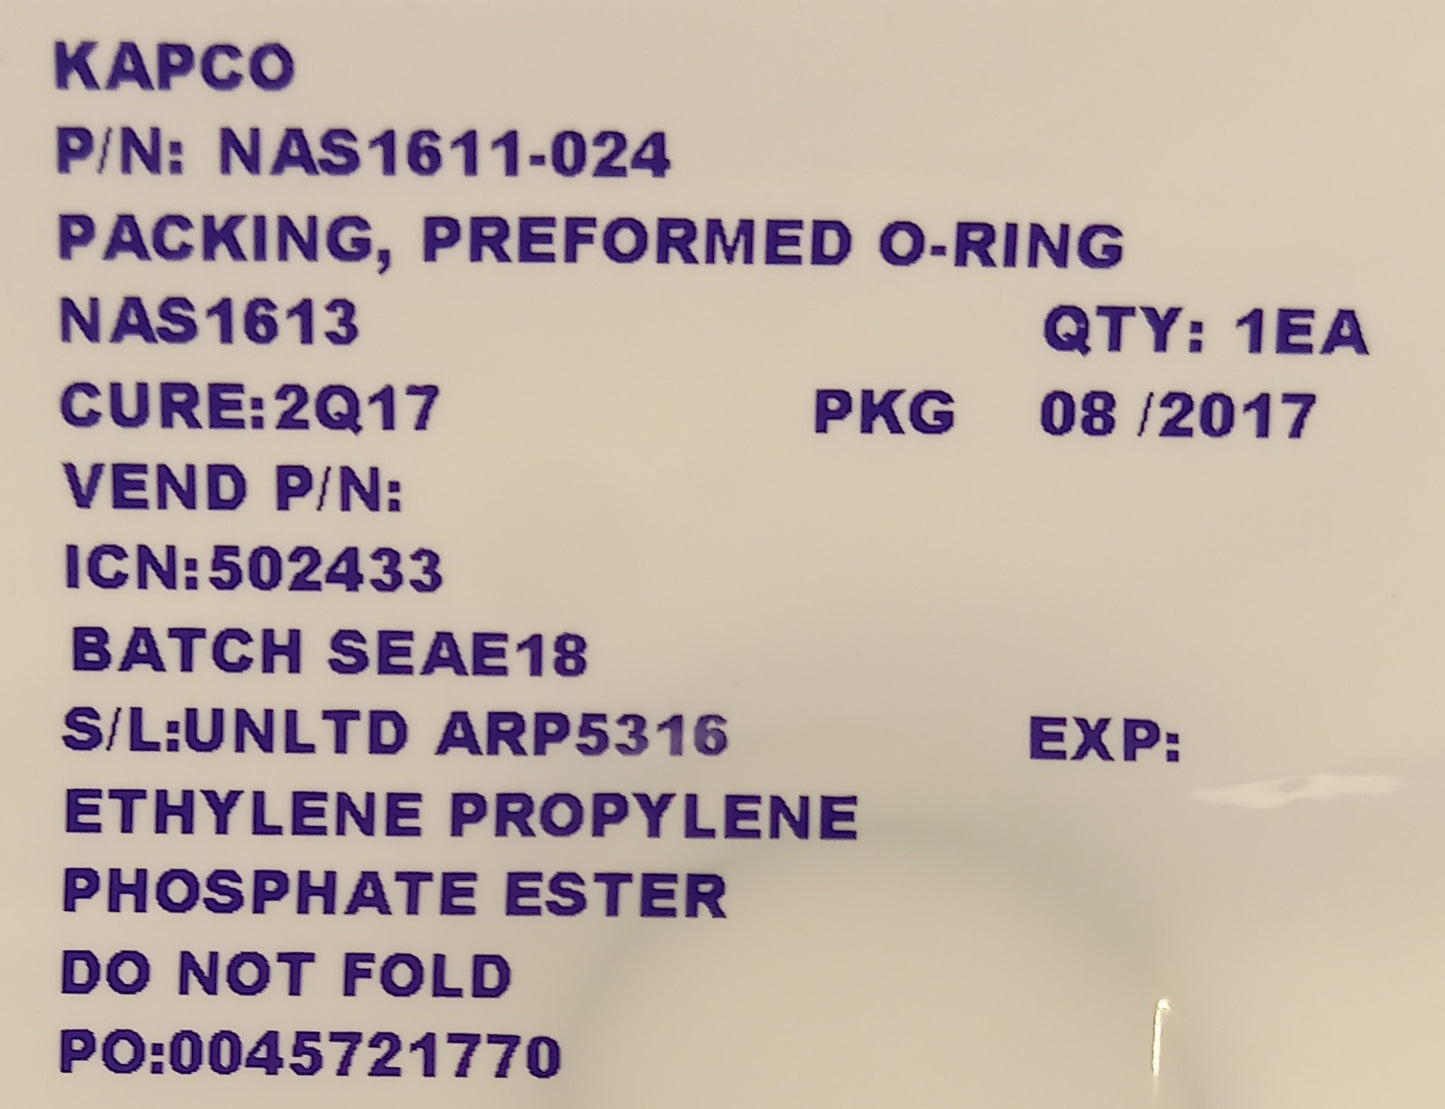 KAPCO
P/N: NAS1611-024
PACKING, PREFORMED O-RING
NAS1613 QTY: 1EA
CURE:2Q17 PKG 08 /2017
VEND P/N:
ICN:502433
BATCH SEAE18
S/L:UNLTD ARP5316 EXP:
ETHYLENE PROPYLENE
PHOSPHATE ESTER
DO NOT FOLD
PO:0045721770